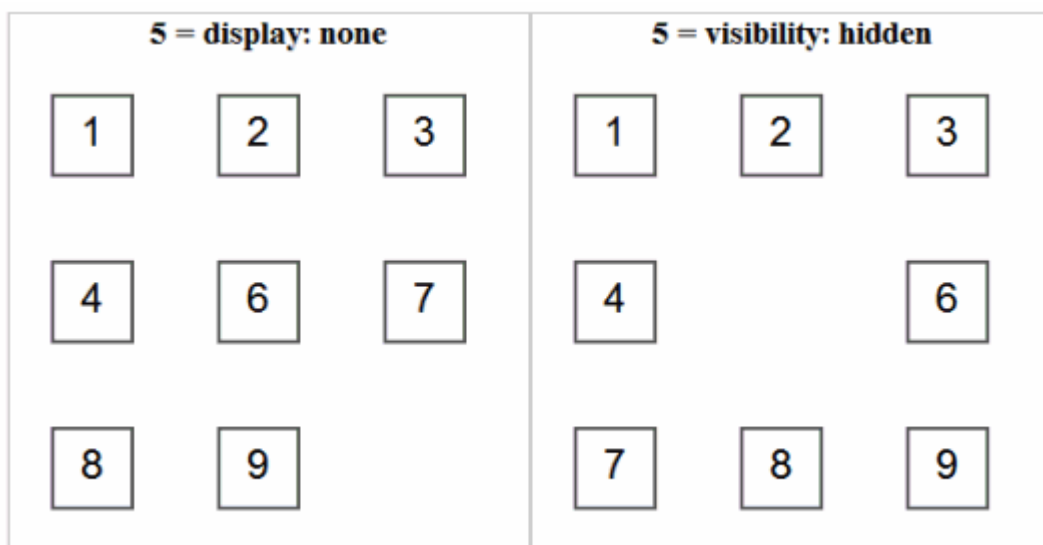 5 = display: none
1 2 3
4 6 7
8 9
5 = visibility: hidden
1 2 3
4 6
7 8 9